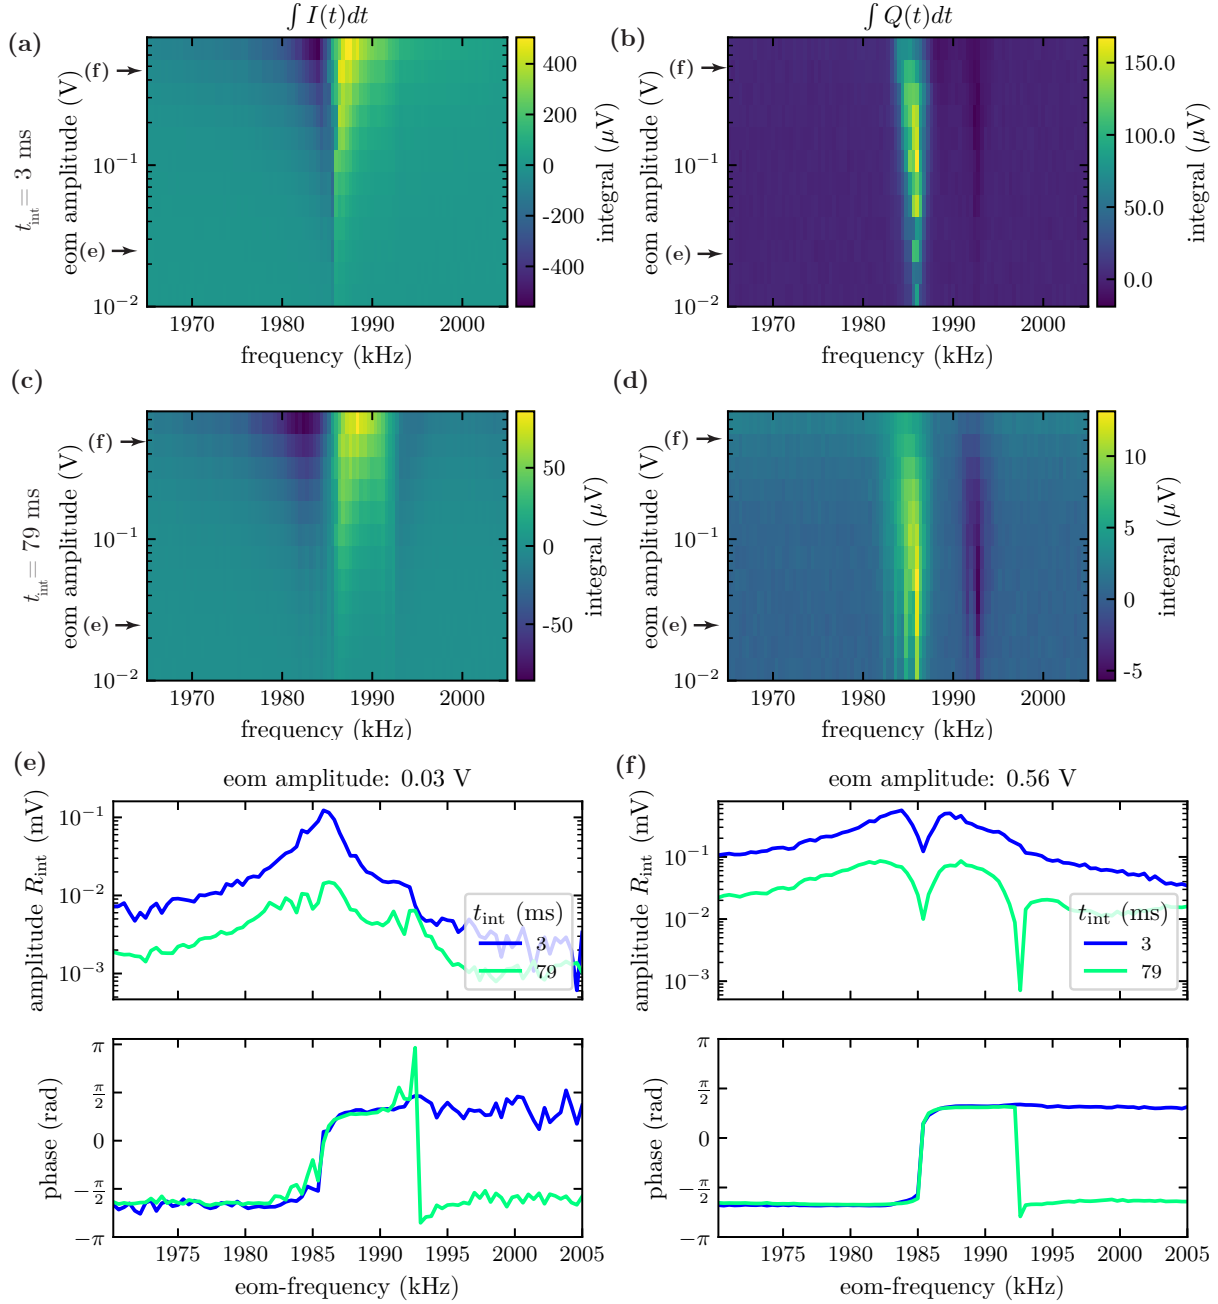 ∫ I(t)dt
∫ Q(t)dt
(a)
(b)
(f)
(f)
t_int = 3 ms
eom amplitude (V)
10⁻¹
10⁻²
(e)
1970 1980 1990 2000
frequency (kHz)
400
200
0
-200
-400
integral (μV)
eom amplitude (V)
10⁻¹
10⁻²
(e)
1970 1980 1990 2000
frequency (kHz)
150.0
100.0
50.0
0.0
integral (μV)
(c)
(d)
(f)
(f)
t_int = 79 ms
eom amplitude (V)
10⁻¹
10⁻²
(e)
1970 1980 1990 2000
frequency (kHz)
50
0
-50
integral (μV)
eom amplitude (V)
10⁻¹
10⁻²
(e)
1970 1980 1990 2000
frequency (kHz)
10
5
0
-5
integral (μV)
(e)
eom amplitude: 0.03 V
amplitude R_int (mV)
10⁻¹
10⁻²
10⁻³
t_int (ms)
3
79
phase (rad)
π
π/2
0
−π/2
−π
1975 1980 1985 1990 1995 2000 2005
eom-frequency (kHz)
(f)
eom amplitude: 0.56 V
amplitude R_int (mV)
10⁻¹
10⁻²
10⁻³
t_int (ms)
3
79
phase (rad)
π
π/2
0
−π/2
−π
1975 1980 1985 1990 1995 2000 2005
eom-frequency (kHz)